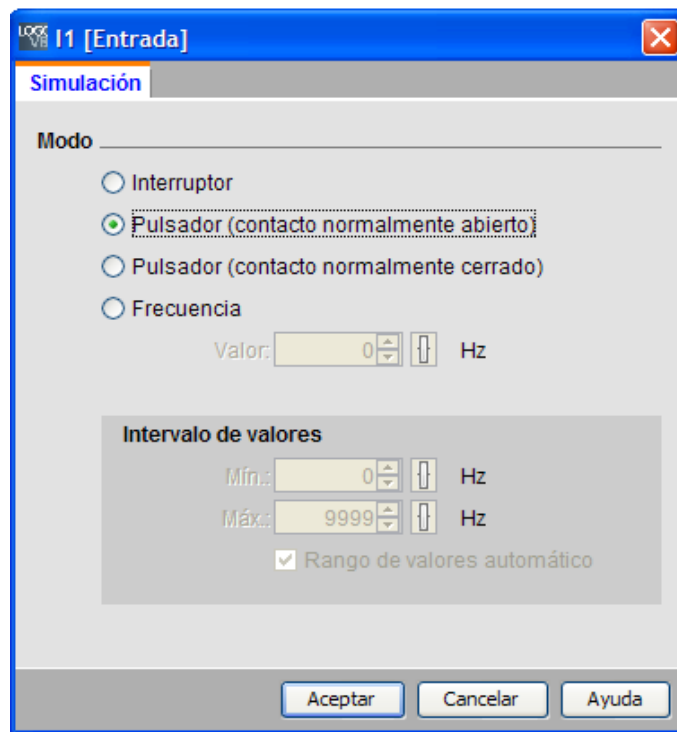 I1 [Entrada]
Simulación
Modo
Interruptor
Pulsador (contacto normalmente abierto)
Pulsador (contacto normalmente cerrado)
Frecuencia
Valor: 0 Hz
Intervalo de valores
Mín.: 0 Hz
Máx.: 9999 Hz
Rango de valores automático
Aceptar Cancelar Ayuda